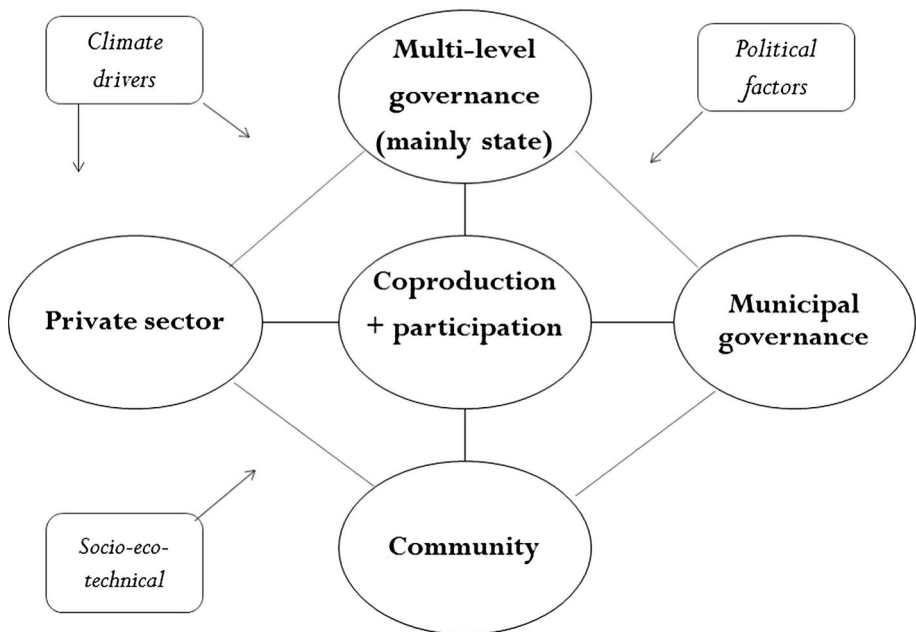 Climate
drivers
Multi-level
governance
(mainly state)
Political
factors
Private sector
Coproduction
+ participation
Municipal
governance
Socio-eco-
technical
Community